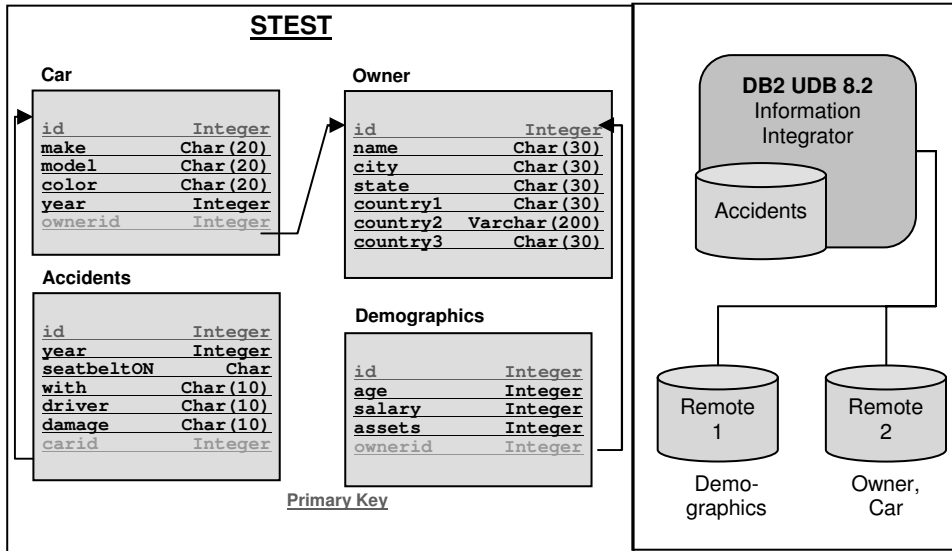 STEST
Car
id Integer
make Char(20)
model Char(20)
color Char(20)
year Integer
ownerid Integer
Owner
id Integer
name Char(30)
city Char(30)
state Char(30)
country1 Char(30)
country2 Varchar(200)
country3 Char(30)
Accidents
id Integer
year Integer
seatbeltON Char
with Char(10)
driver Char(10)
damage Char(10)
carid Integer
Demographics
id Integer
age Integer
salary Integer
assets Integer
ownerid Integer
Primary Key
DB2 UDB 8.2
Information
Integrator
Accidents
Remote
1
Demo-
graphics
Remote
2
Owner,
Car